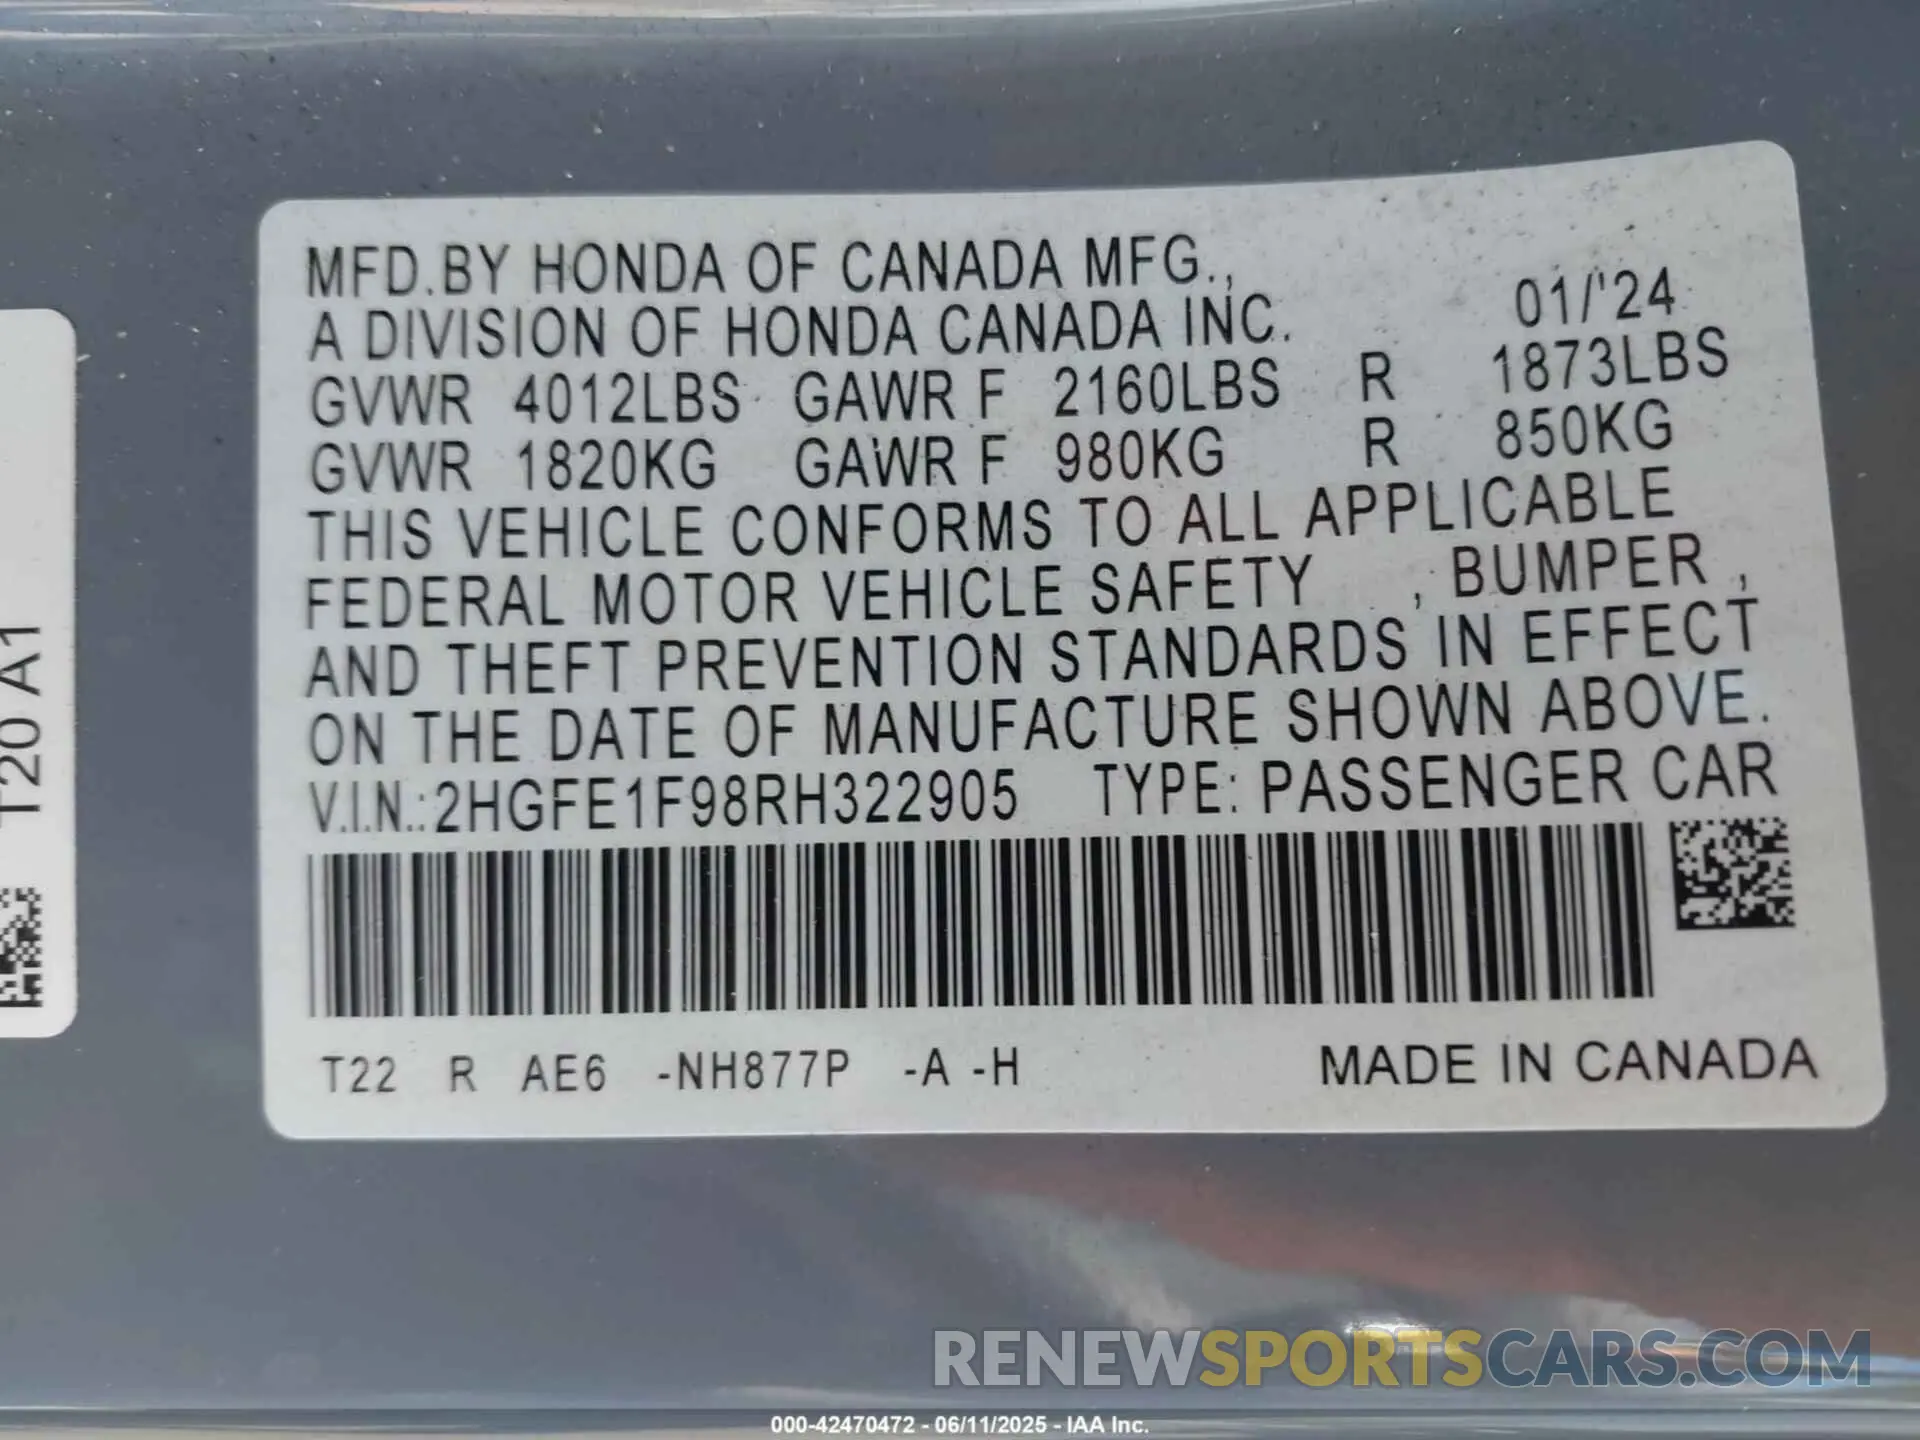 MFD.BY HONDA OF CANADA MFG.,
A DIVISION OF HONDA CANADA INC. 01/'24
GVWR 4012LBS GAWR F 2160LBS R 1873LBS
GVWR 1820KG GAWR F 980KG R 850KG
THIS VEHICLE CONFORMS TO ALL APPLICABLE
FEDERAL MOTOR VEHICLE SAFETY , BUMPER ,
AND THEFT PREVENTION STANDARDS IN EFFECT
ON THE DATE OF MANUFACTURE SHOWN ABOVE.
V.I.N.:2HGFE1F98RH322905 TYPE: PASSENGER CAR
T22 R AE6 -NH877P -A -H MADE IN CANADA
T20 A1
RENEWSPORTSCARS.COM
000-42470472 - 06/11/2025 - IAA Inc.